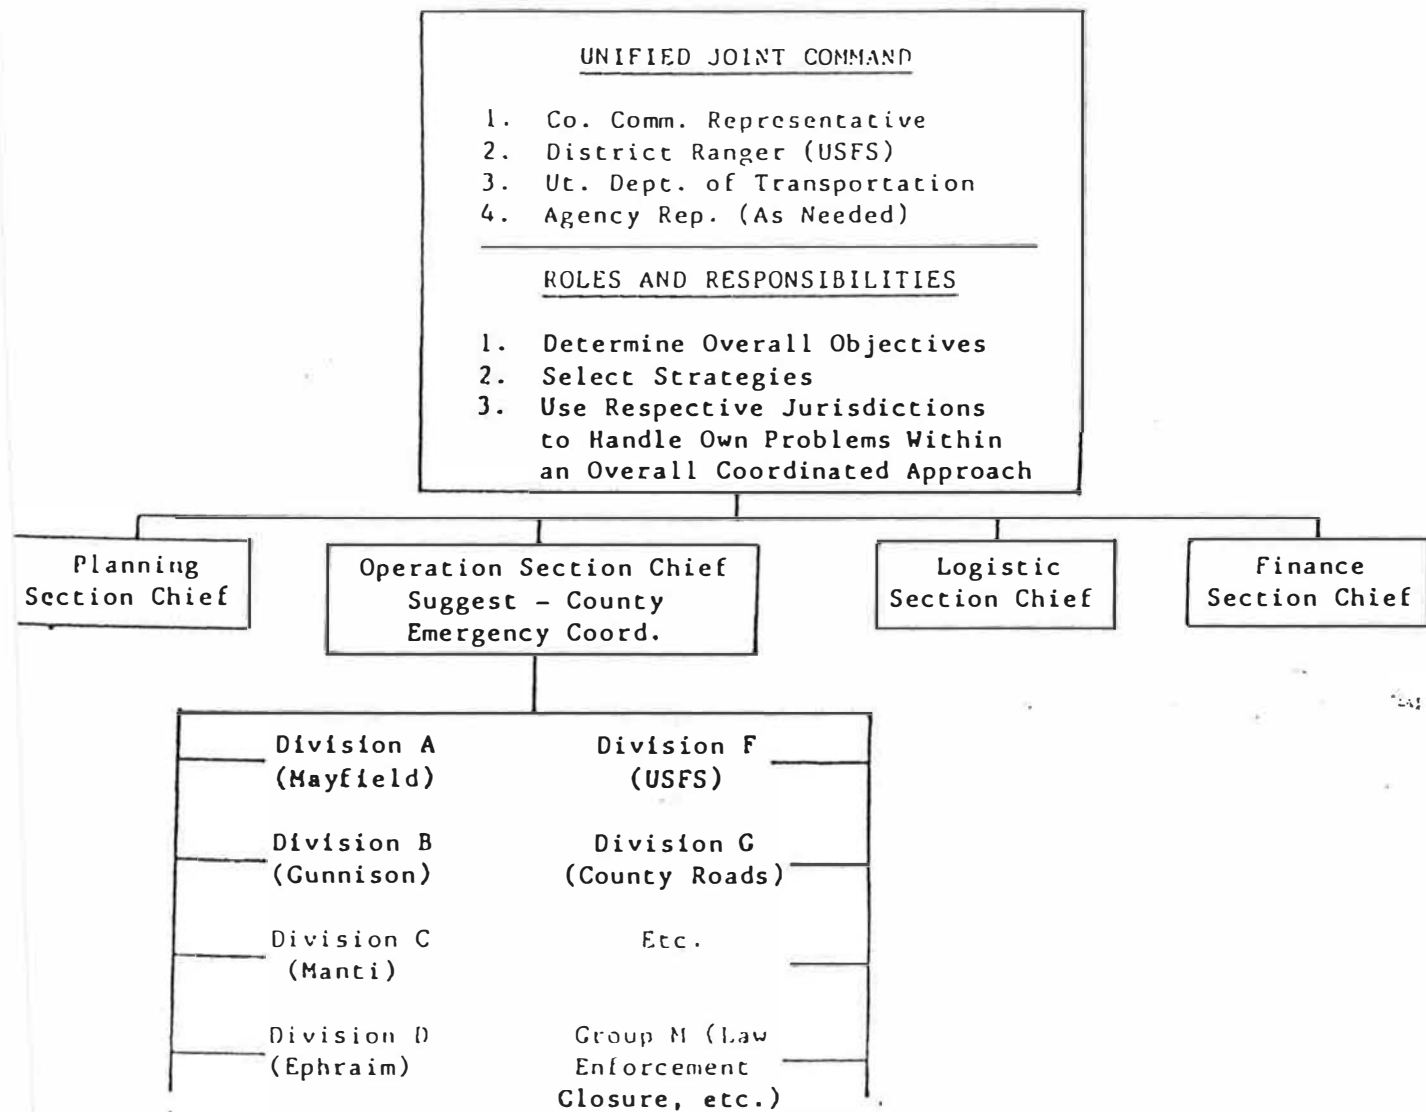 UNIFIED JOINT COMMAND
1. Co. Comm. Representative
2. District Ranger (USFS)
3. Ut. Dept. of Transportation
4. Agency Rep. (As Needed)
ROLES AND RESPONSIBILITIES
1. Determine Overall Objectives
2. Select Strategies
3. Use Respective Jurisdictions
to Handle Own Problems Within
an Overall Coordinated Approach
Planning
Section Chief
Operation Section Chief
Suggest - County
Emergency Coord.
Logistic
Section Chief
Finance
Section Chief
Division A
(Mayfield)
Division B
(Gunnison)
Division C
(Manti)
Division D
(Ephraim)
Division F
(USFS)
Division G
(County Roads)
Etc.
Group M (Law
Enforcement
Closure, etc.)